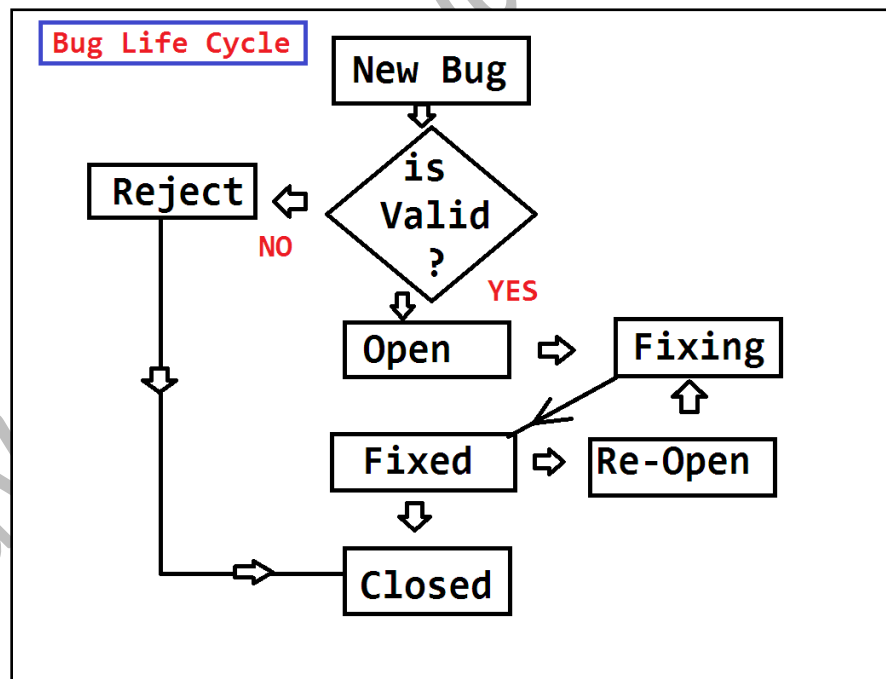 Bug Life Cycle
New Bug
is
Valid
?
Reject
NO
YES
Open
Fixing
Fixed
Re-Open
Closed